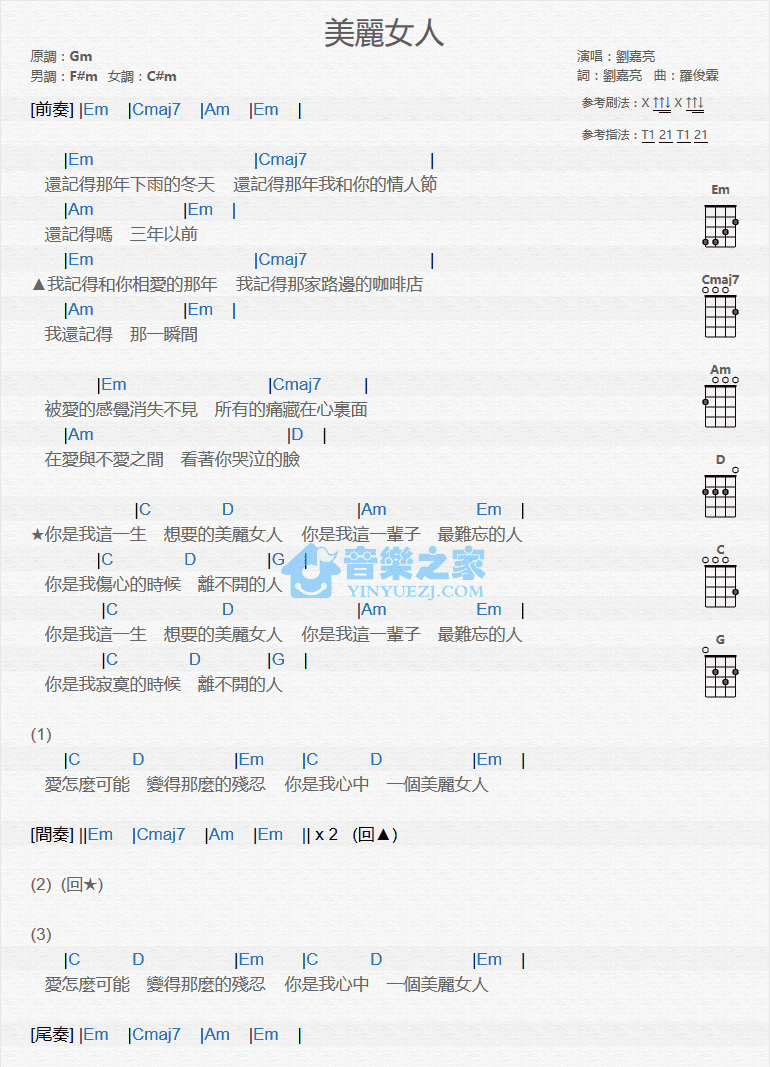 美麗女人
原調：Gm
男調：F#m 女調：C#m
演唱：劉嘉亮
詞：劉嘉亮 曲：羅俊霖
参考刷法：X ↑↑↓ X ↑↑↓
参考指法：T1 21 T1 21
[前奏] |Em |Cmaj7 |Am |Em |
|Em |Cmaj7 |
還記得那年下雨的冬天 還記得那年我和你的情人節
|Am |Em |
還記得嗎 三年以前
|Em |Cmaj7 |
▲我記得和你相愛的那年 我記得那家路邊的咖啡店
|Am |Em |
我還記得 那一瞬間
|Em |Cmaj7 |
被愛的感覺消失不見 所有的痛藏在心裏面
|Am |D |
在愛與不愛之間 看著你哭泣的臉
|C D |Am Em |
★你是我這一生 想要的美麗女人 你是我這一輩子 最難忘的人
|C D |G |
你是我傷心的時候 離不開的人
|C D |Am Em |
你是我這一生 想要的美麗女人 你是我這一輩子 最難忘的人
|C D |G |
你是我寂寞的時候 離不開的人
(1)
|C D |Em |C D |Em |
愛怎麼可能 變得那麼的殘忍 你是我心中 一個美麗女人
[間奏] ||Em |Cmaj7 |Am |Em || x 2 (回▲)
(2) (回★)
(3)
|C D |Em |C D |Em |
愛怎麼可能 變得那麼的殘忍 你是我心中 一個美麗女人
[尾奏] |Em |Cmaj7 |Am |Em |
Em
Cmaj7
Am
D
C
G
音樂之家
YINYUEZJ.COM